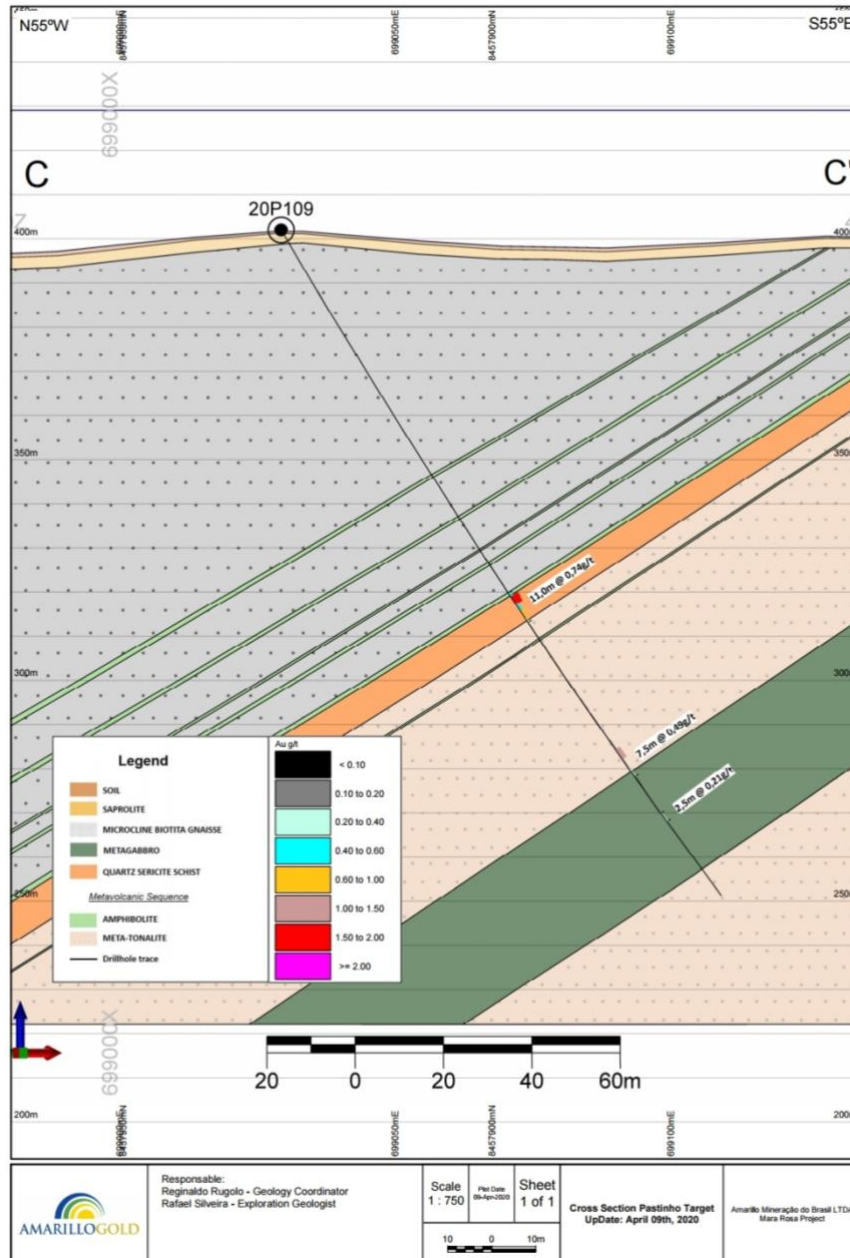 N55ºW
S55ºE
699050mE
8457900mN
699100mE
699000X
C
C'
20P109
400m
400
350m
350
11,0m @ 0,74g/t
300m
300
7,5m @ 0,49g/t
2,5m @ 0,21g/t
250m
250
Legend
SOIL
SAPROLITE
MICROCLINE BIOTITA GNAISSE
METAGABBRO
QUARTZ SERICITE SCHIST
Metavolcanic Sequence
AMPHIBOLITE
META-TONALITE
Drillhole trace
Au g/t
< 0.10
0.10 to 0.20
0.20 to 0.40
0.40 to 0.60
0.60 to 1.00
1.00 to 1.50
1.50 to 2.00
>= 2.00
699000X
20 0 20 40 60m
200m
200
699050mE
8457900mN
699100mE
AMARILLOGOLD
Responsable:
Reginaldo Rugolo - Geology Coordinator
Rafael Silveira - Exploration Geologist
Scale
1 : 750
Plot Date
09-Apr-2020
Sheet
1 of 1
10 0 10m
Cross Section Pastinho Target
UpDate: April 09th, 2020
Amarillo Mineração do Brasil LTDA
Mara Rosa Project